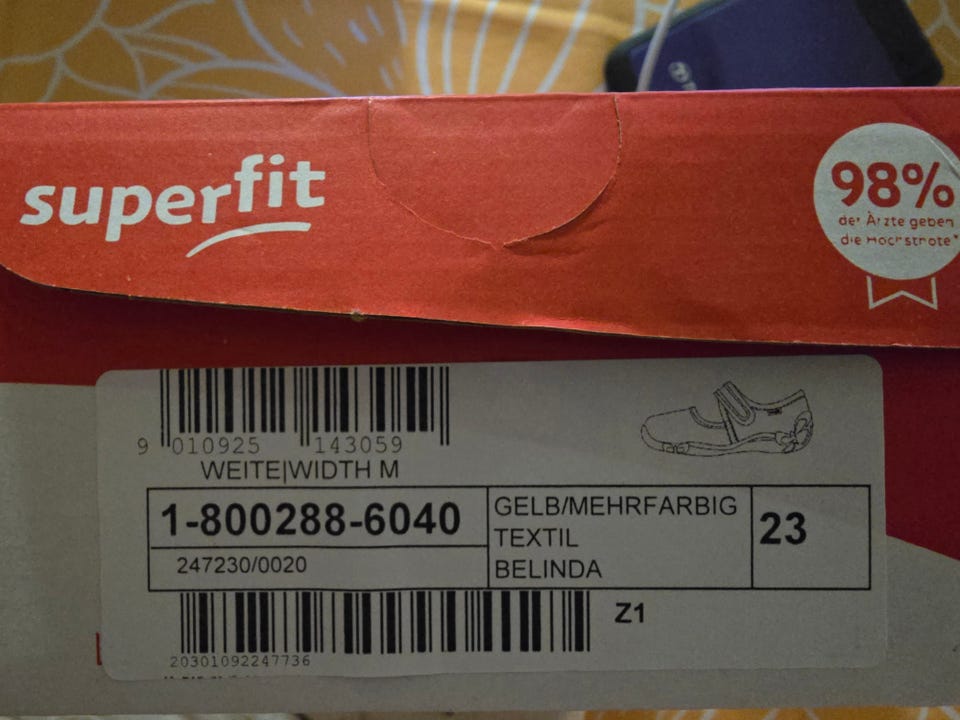 superfit
98%
der Ärzte geben
die Höchstnote*
9 010925 143059
WEITE|WIDTH M
1-800288-6040
247230/0020
GELB/MEHRFARBIG
TEXTIL
BELINDA
23
Z1
20301092247736